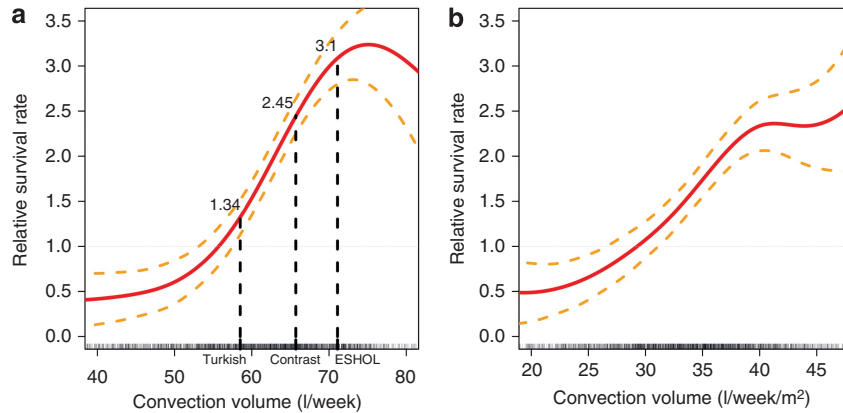 a
3.5
3.0
2.5
2.0
1.5
1.0
0.5
0.0
Relative survival rate
3.1
2.45
1.34
Turkish Contrast ESHOL
40 50 60 70 80
Convection volume (l/week)
b
3.5
3.0
2.5
2.0
1.5
1.0
0.5
0.0
Relative survival rate
20 25 30 35 40 45
Convection volume (l/week/m²)